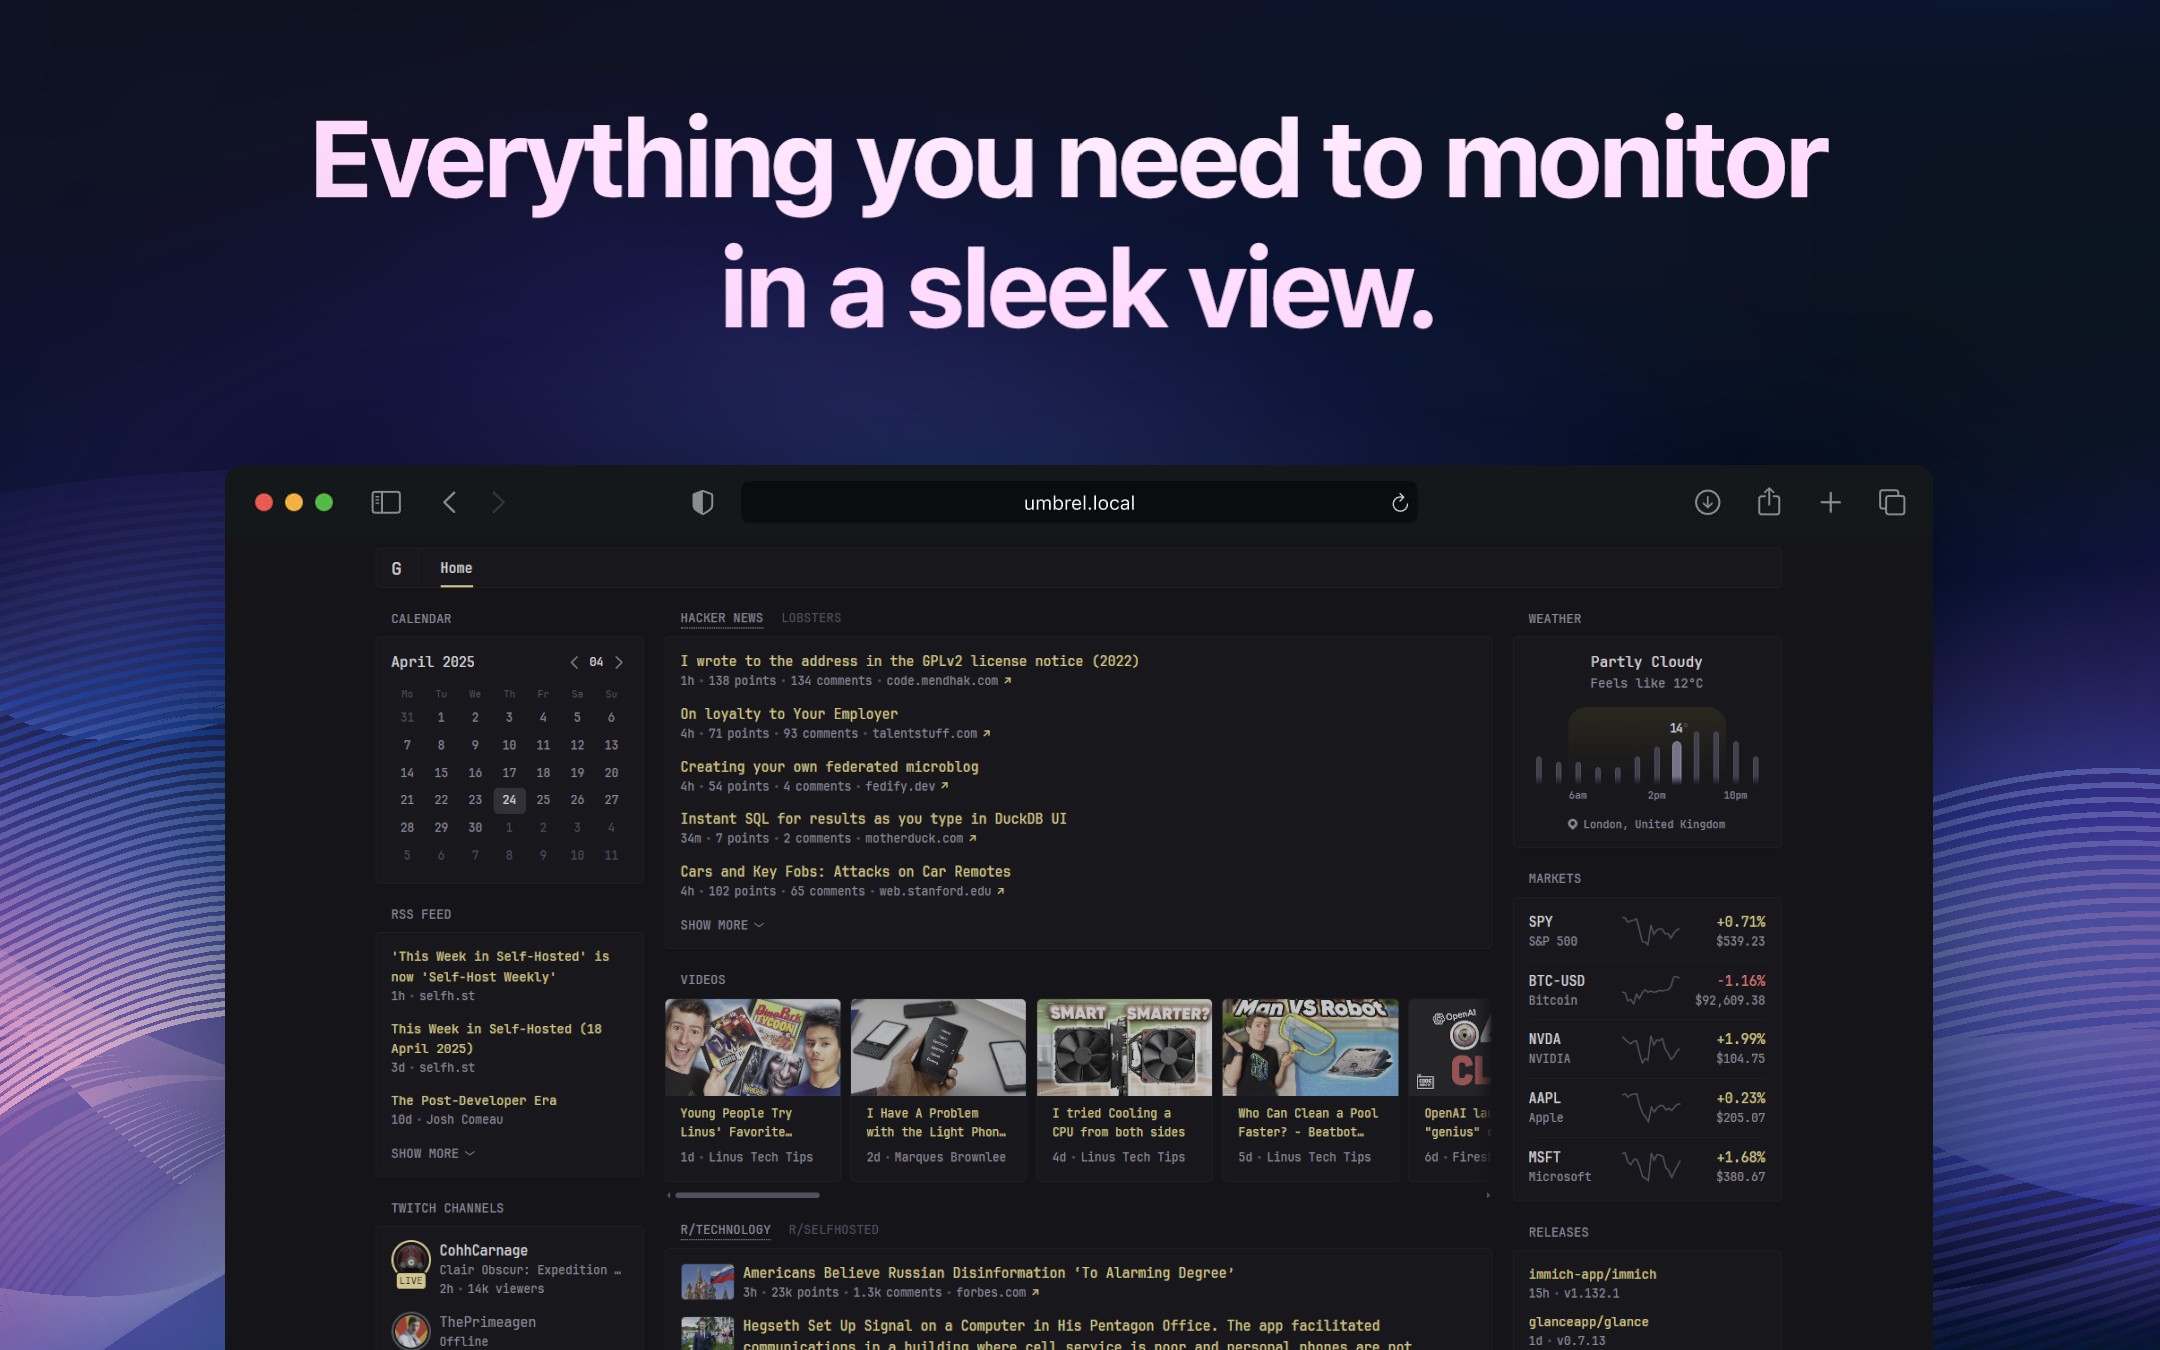 Everything you need to monitor
in a sleek view.
umbrel.local
G
Home
CALENDAR
April 2025
04
Mo Tu We Th Fr Sa Su
31 1 2 3 4 5 6
7 8 9 10 11 12 13
14 15 16 17 18 19 20
21 22 23 24 25 26 27
28 29 30 1 2 3 4
5 6 7 8 9 10 11
RSS FEED
'This Week in Self-Hosted' is
now 'Self-Host Weekly'
1h • selfh.st
This Week in Self-Hosted (18
April 2025)
3d • selfh.st
The Post-Developer Era
10d • Josh Comeau
SHOW MORE
TWITCH CHANNELS
CohhCarnage
Clair Obscur: Expedition …
LIVE
2h • 14k viewers
ThePrimeagen
Offline
HACKER NEWS LOBSTERS
I wrote to the address in the GPLv2 license notice (2022)
1h • 138 points • 134 comments • code.mendhak.com
On loyalty to Your Employer
4h • 71 points • 93 comments • talentstuff.com
Creating your own federated microblog
4h • 54 points • 4 comments • fedify.dev
Instant SQL for results as you type in DuckDB UI
34m • 7 points • 2 comments • motherduck.com
Cars and Key Fobs: Attacks on Car Remotes
4h • 102 points • 65 comments • web.stanford.edu
SHOW MORE
VIDEOS
TYCOON
Young People Try
Linus' Favorite…
1d • Linus Tech Tips
I Have A Problem
with the Light Phon…
2d • Marques Brownlee
SMART SMARTER?
I tried Cooling a
CPU from both sides
4d • Linus Tech Tips
Man VS Robot
Who Can Clean a Pool
Faster? - Beatbot…
5d • Linus Tech Tips
OpenAI
CL
OpenAI la
"genius"
6d • Fires
R/TECHNOLOGY R/SELFHOSTED
Americans Believe Russian Disinformation ‘To Alarming Degree’
3h • 23k points • 1.3k comments • forbes.com
Hegseth Set Up Signal on a Computer in His Pentagon Office. The app facilitated
communications in a building where cell service is poor and personal phones are not
WEATHER
Partly Cloudy
Feels like 12°C
14°
6am 2pm 10pm
London, United Kingdom
MARKETS
SPY +0.71%
S&P 500 $539.23
BTC-USD -1.16%
Bitcoin $92,609.38
NVDA +1.99%
NVIDIA $104.75
AAPL +0.23%
Apple $205.07
MSFT +1.68%
Microsoft $380.67
RELEASES
immich-app/immich
15h • v1.132.1
glanceapp/glance
1d • v0.7.13